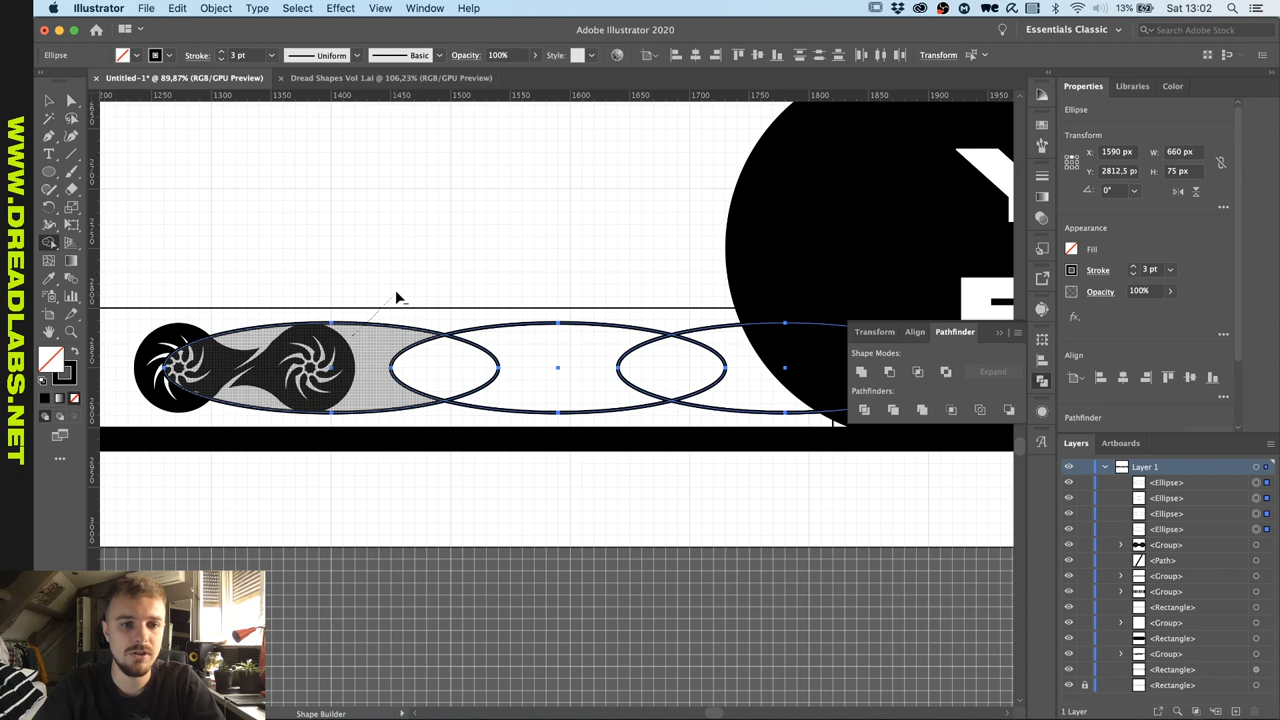 Illustrator File Edit Object Type Select Effect View Window Help
13% Sat 13:02
Adobe Illustrator 2020
Essentials Classic
Search Adobe Stock
Ellipse Stroke: 3 pt Uniform Basic Opacity: 100% Style: Transform
× Untitled-1* @ 89,87% (RGB/GPU Preview) × Dread Shapes Vol 1.ai @ 106,23% (RGB/GPU Preview)
1200 1250 1300 1350 1400 1450 1500 1550 1600 1650 1700 1750 1800 1850 1900 1950
WWW.DREADLABS.NET
Properties Libraries Color
Ellipse
Transform
X: 1590 px W: 660 px
Y: 2812,5 p H: 75 px
0°
Appearance
Fill
Stroke 3 pt
Opacity 100%
fx.
Align
Pathfinder
Transform Align Pathfinder
Shape Modes:
Expand
Pathfinders:
Layers Artboards
Layer 1
<Ellipse>
<Ellipse>
<Ellipse>
<Ellipse>
<Group>
<Path>
<Group>
<Group>
<Rectangle>
<Group>
<Rectangle>
<Group>
<Rectangle>
<Rectangle>
1 Layer
Shape Builder